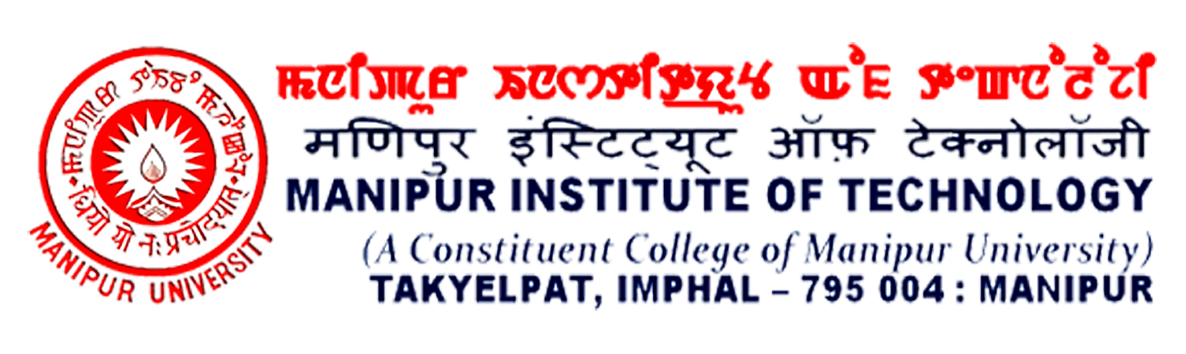 धियो यो नः प्रचोदयात्
MANIPUR UNIVERSITY
मणिपुर इंस्टिट्यूट ऑफ़ टेक्नोलॉजी
MANIPUR INSTITUTE OF TECHNOLOGY
(A Constituent College of Manipur University)
TAKYELPAT, IMPHAL – 795 004 : MANIPUR